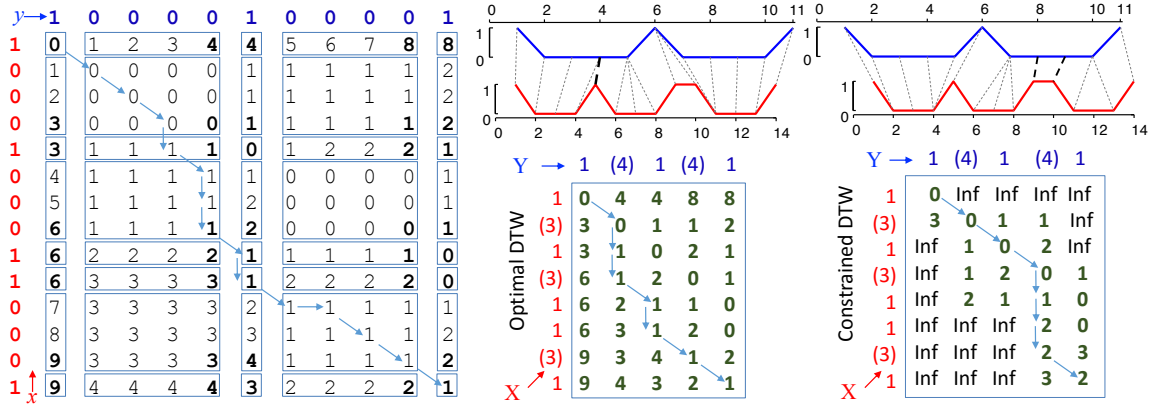 y 1 0 0 0 0 1 0 0 0 0 1
1 0 1 2 3 4 4 5 6 7 8 8
0 1 0 0 0 0 1 1 1 1 1 2
0 2 0 0 0 0 1 1 1 1 1 2
0 3 0 0 0 0 1 1 1 1 1 2
1 3 1 1 1 1 0 1 2 2 2 1
0 4 1 1 1 1 1 0 0 0 0 1
0 5 1 1 1 1 2 0 0 0 0 1
0 6 1 1 1 1 2 0 0 0 0 1
1 6 2 2 2 2 1 1 1 1 1 0
1 6 3 3 3 3 1 2 2 2 2 0
0 7 3 3 3 3 2 1 1 1 1 1
0 8 3 3 3 3 3 1 1 1 1 2
0 9 3 3 3 3 4 1 1 1 1 2
1 9 4 4 4 4 3 2 2 2 2 1
x
0 2 4 6 8 10 11
1
0
1
0
0 2 4 6 8 10 12 14
Y 1 (4) 1 (4) 1
Optimal DTW
1 0 4 4 8 8
(3) 3 0 1 1 2
1 3 1 0 2 1
(3) 6 1 2 0 1
1 6 2 1 1 0
1 6 3 1 2 0
(3) 9 3 4 1 2
1 9 4 3 2 1
X
0 2 4 6 8 10 11
1
0
1
0
0 2 4 6 8 10 12 14
Y 1 (4) 1 (4) 1
Constrained DTW
1 0 Inf Inf Inf Inf
(3) 3 0 1 1 Inf
1 Inf 1 0 2 Inf
(3) Inf 1 2 0 1
1 Inf 2 1 1 0
1 Inf Inf Inf 2 0
(3) Inf Inf Inf 2 3
1 Inf Inf Inf 3 2
X